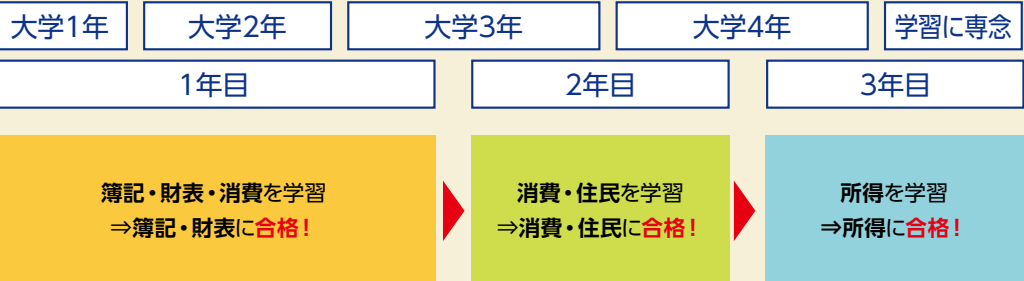 大学1年
大学2年
大学3年
大学4年
学習に専念
1年目
2年目
3年目
簿記・財表・消費を学習
⇒簿記・財表に合格!
消費・住民を学習
⇒消費・住民に合格!
所得を学習
⇒所得に合格!